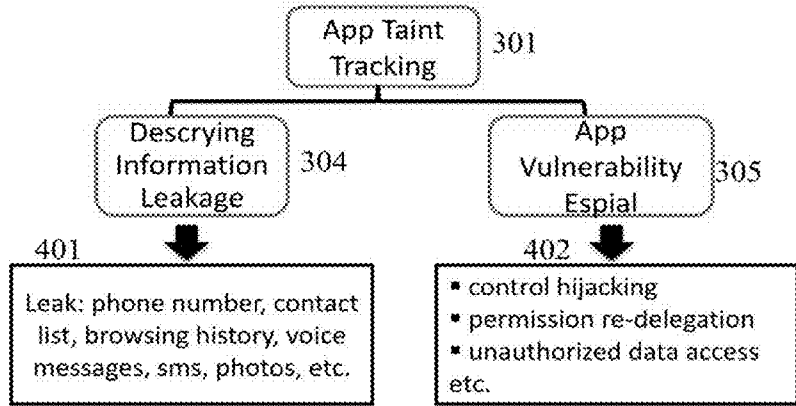 App Taint
Tracking
301
Descrying
Information
Leakage
304
App
Vulnerability
Espial
305
401
Leak: phone number, contact
list, browsing history, voice
messages, sms, photos, etc.
402
▪ control hijacking
▪ permission re-delegation
▪ unauthorized data access
etc.